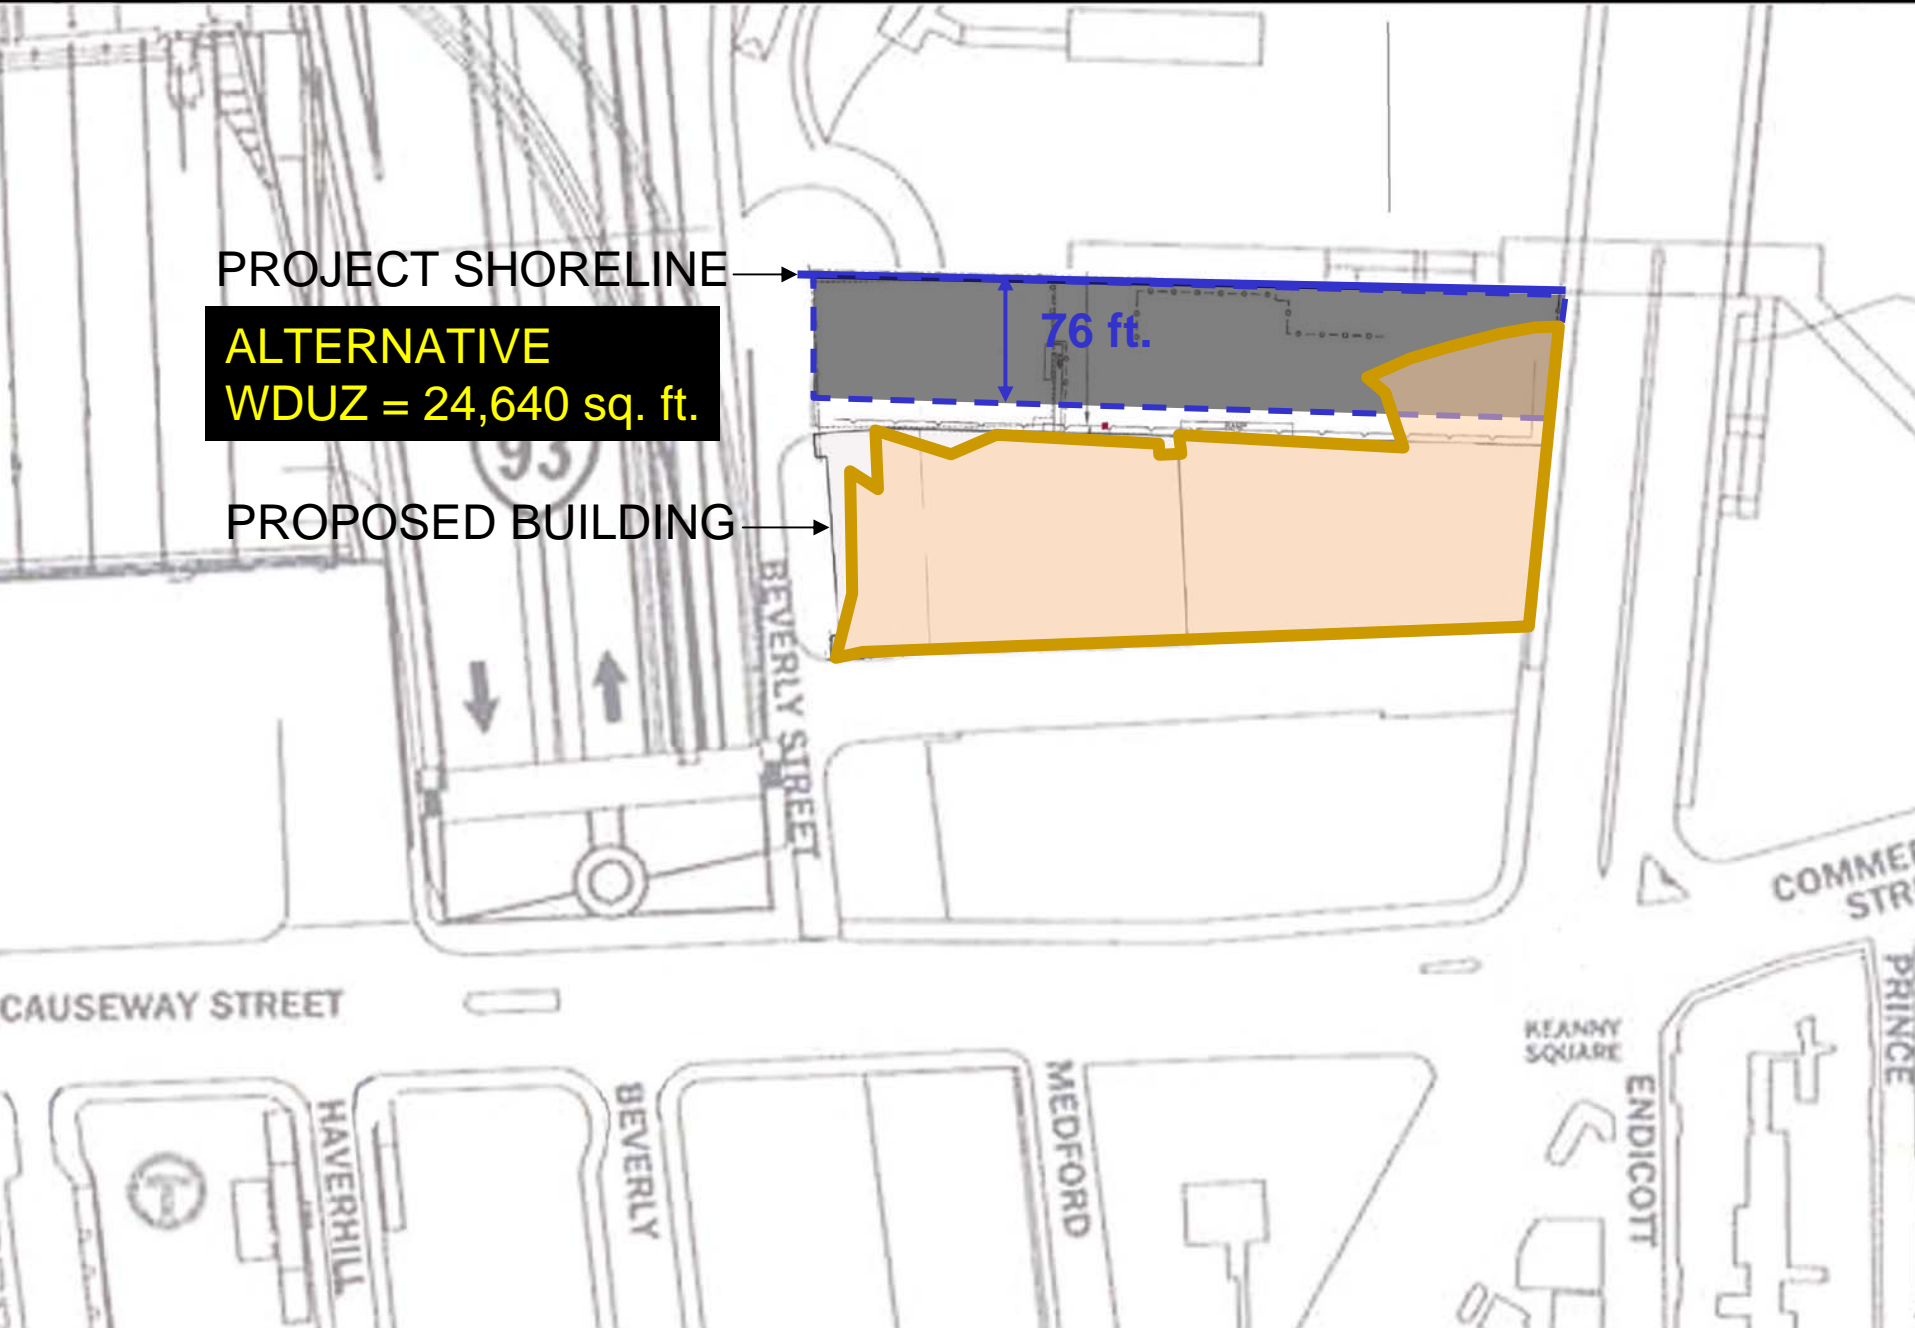 PROJECT SHORELINE
ALTERNATIVE
WDUZ = 24,640 sq. ft.
76 ft.
93
PROPOSED BUILDING
BEVERLY STREET
COMMER
STR
CAUSEWAY STREET
KEANNY
SQUARE
PRINCE
HAVERHILL
BEVERLY
MEDFORD
ENDICOTT
T